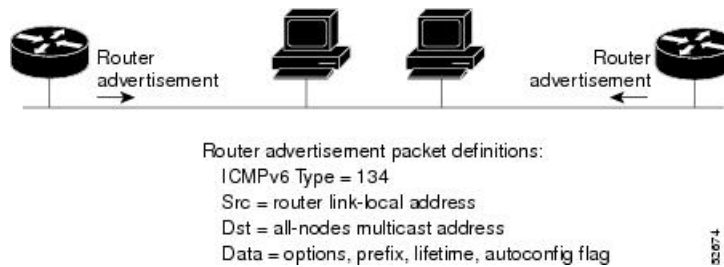 Router
advertisement
Router
advertisement
Router advertisement packet definitions:
ICMPv6 Type = 134
Src = router link-local address
Dst = all-nodes multicast address
Data = options, prefix, lifetime, autoconfig flag
52674